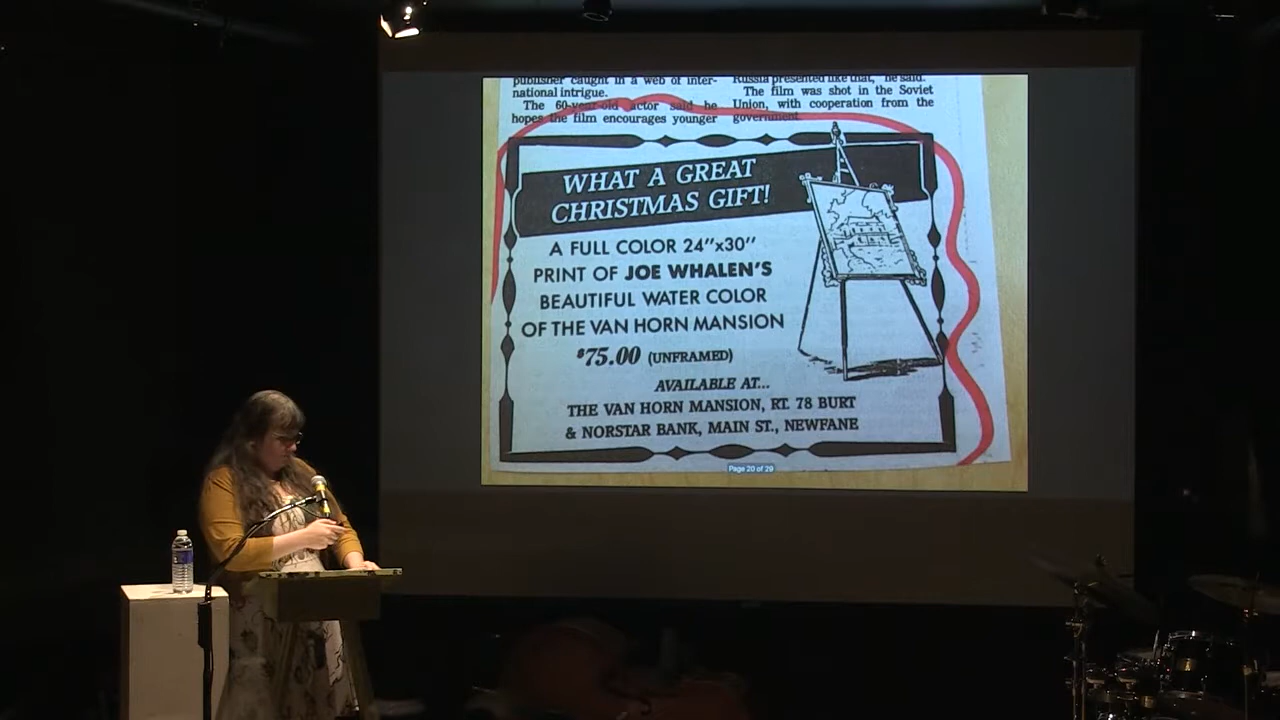 publisher caught in a web of inter-
national intrigue.
The 60-year-old actor said he
hopes the film encourages younger
Russia presented like that," he said.
The film was shot in the Soviet
Union, with cooperation from the
government.
WHAT A GREAT
CHRISTMAS GIFT!
A FULL COLOR 24"x30"
PRINT OF JOE WHALEN'S
BEAUTIFUL WATER COLOR
OF THE VAN HORN MANSION
$75.00 (UNFRAMED)
AVAILABLE AT...
THE VAN HORN MANSION, RT. 78 BURT
& NORSTAR BANK, MAIN ST., NEWFANE
Page 20 of 29